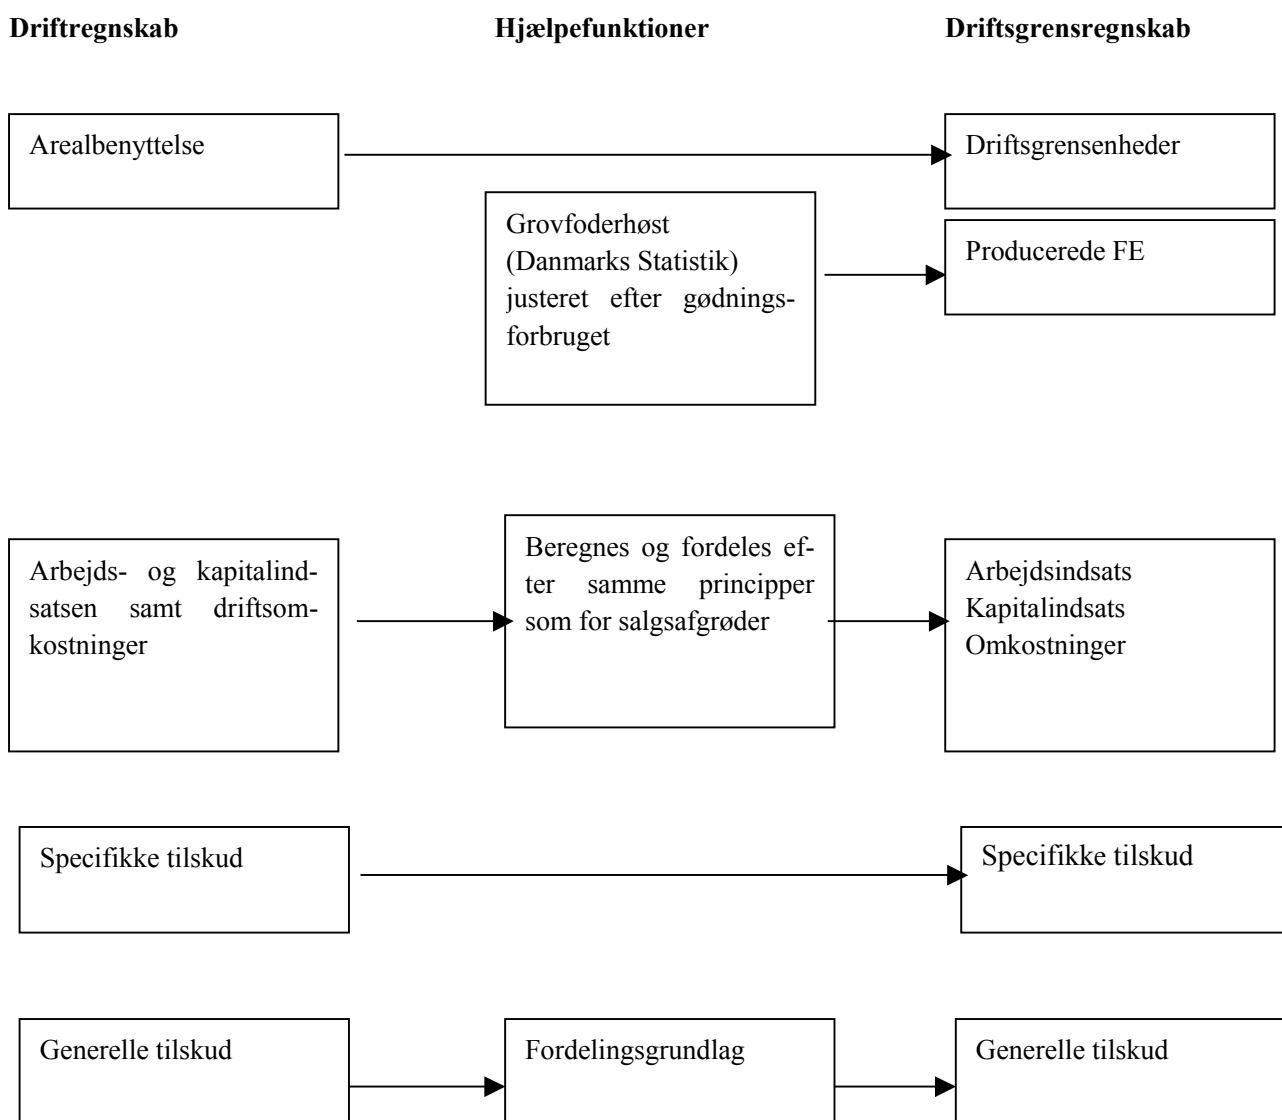 Driftregnskab
Hjælpefunktioner
Driftsgrensregnskab
Arealbenyttelse
Driftsgrensenheder
Grovfoderhøst
(Danmarks Statistik)
justeret efter gødnings-
forbruget
Producerede FE
Arbejds- og kapitalind-
satsen samt driftsom-
kostninger
Beregnes og fordeles ef-
ter samme principper
som for salgsafgrøder
Arbejdsindsats
Kapitalindsats
Omkostninger
Specifikke tilskud
Specifikke tilskud
Generelle tilskud
Fordelingsgrundlag
Generelle tilskud